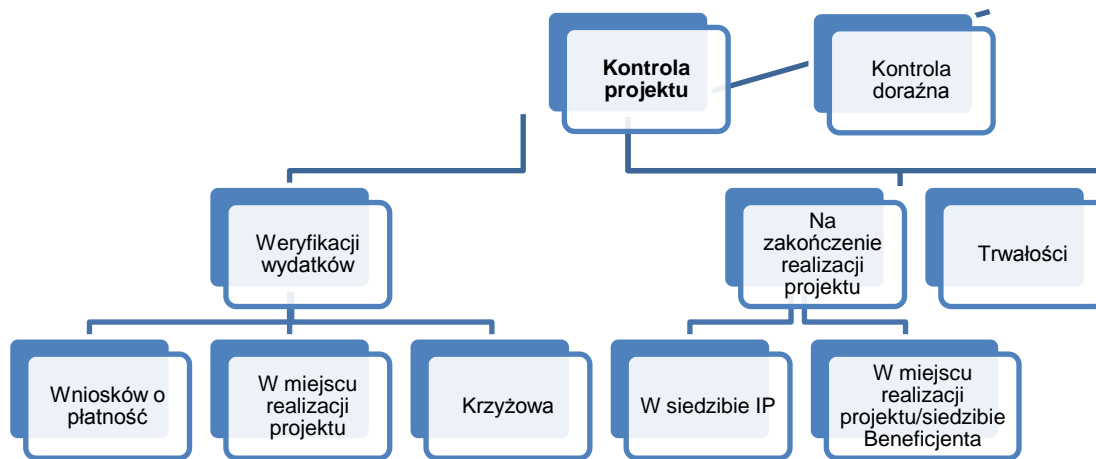 Kontrola
projektu
Kontrola
doraźna
Weryfikacji
wydatków
Na
zakończenie
realizacji
projektu
Trwałości
Wniosków o
płatność
W miejscu
realizacji
projektu
Krzyżowa
W siedzibie IP
W miejscu
realizacji
projektu/siedzibie
Beneficjenta